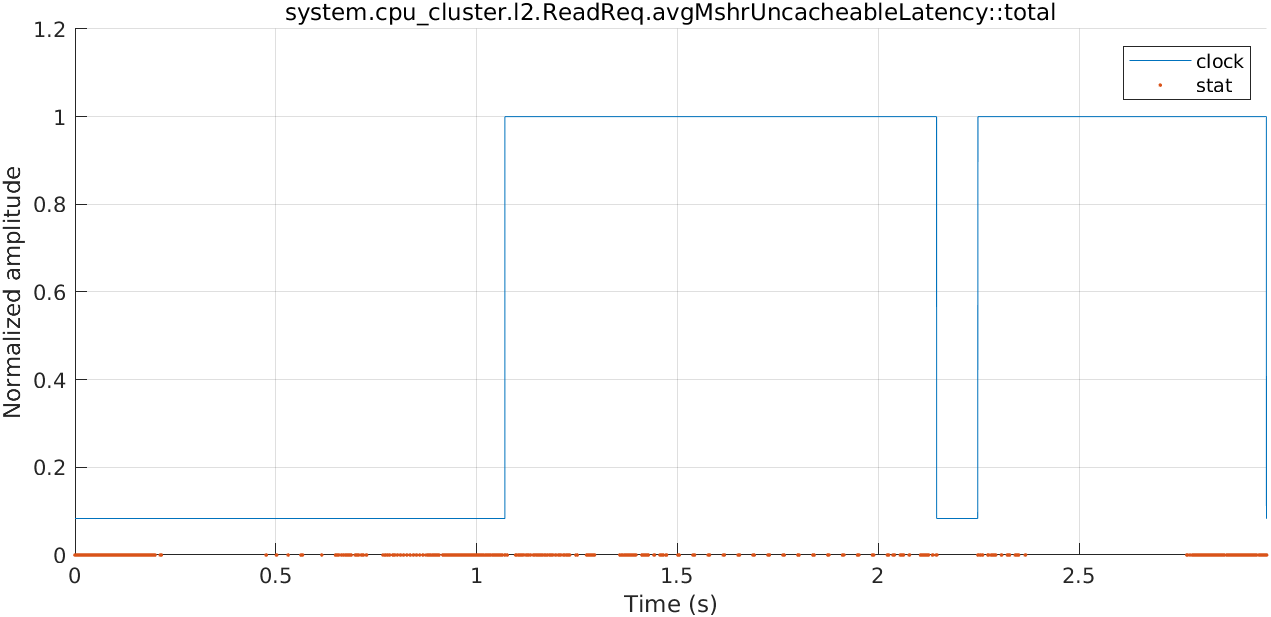 system.cpu_cluster.l2.ReadReq.avgMshrUncacheableLatency::total
1.2
1
0.8
0.6
0.4
0.2
0
Normalized amplitude
clock
stat
0 0.5 1 1.5 2 2.5
Time (s)